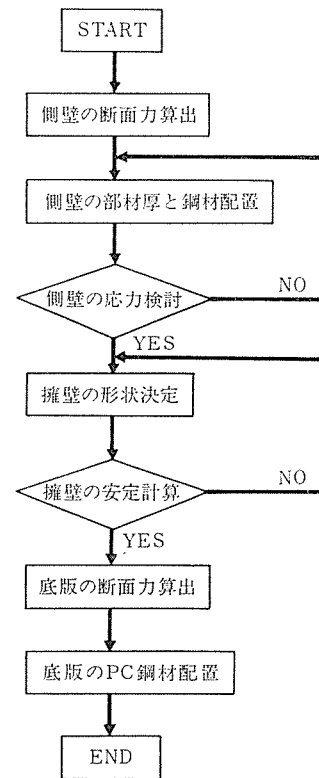 START
側壁の断面力算出
側壁の部材厚と鋼材配置
側壁の応力検討
NO
YES
擁壁の形状決定
擁壁の安定計算
NO
YES
底版の断面力算出
底版のPC鋼材配置
END